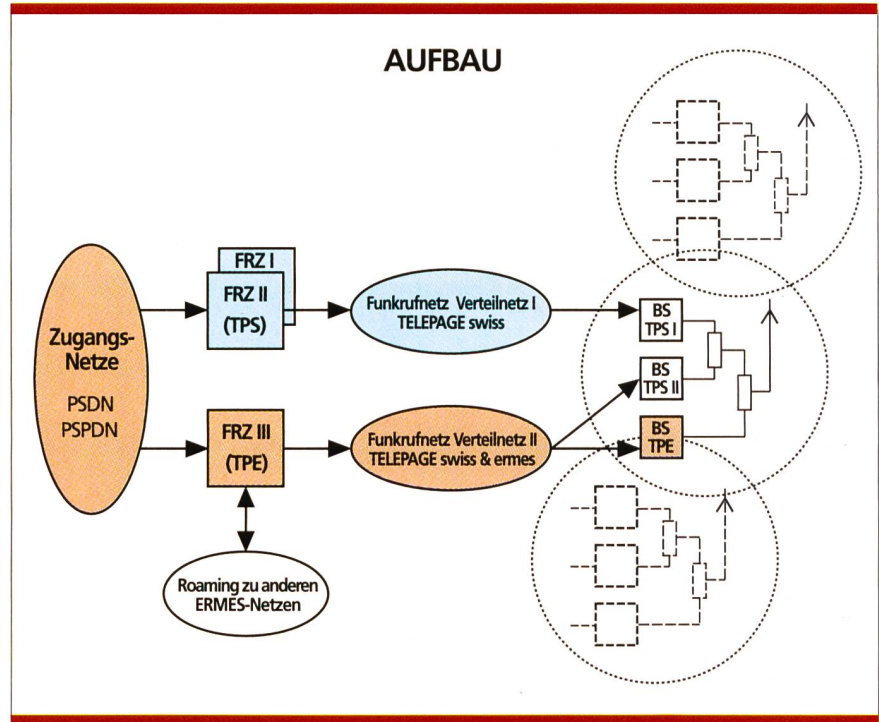 AUFBAU
Zugangs-
Netze
PSDN
PSPDN
FRZ I
FRZ II
(TPS)
Funkrufnetz Verteilnetz I
TELEPAGE swiss
BS
TPS I
BS
TPS II
FRZ III
(TPE)
Funkrufnetz Verteilnetz II
TELEPAGE swiss & ermes
BS
TPE
Roaming zu anderen
ERMES-Netzen